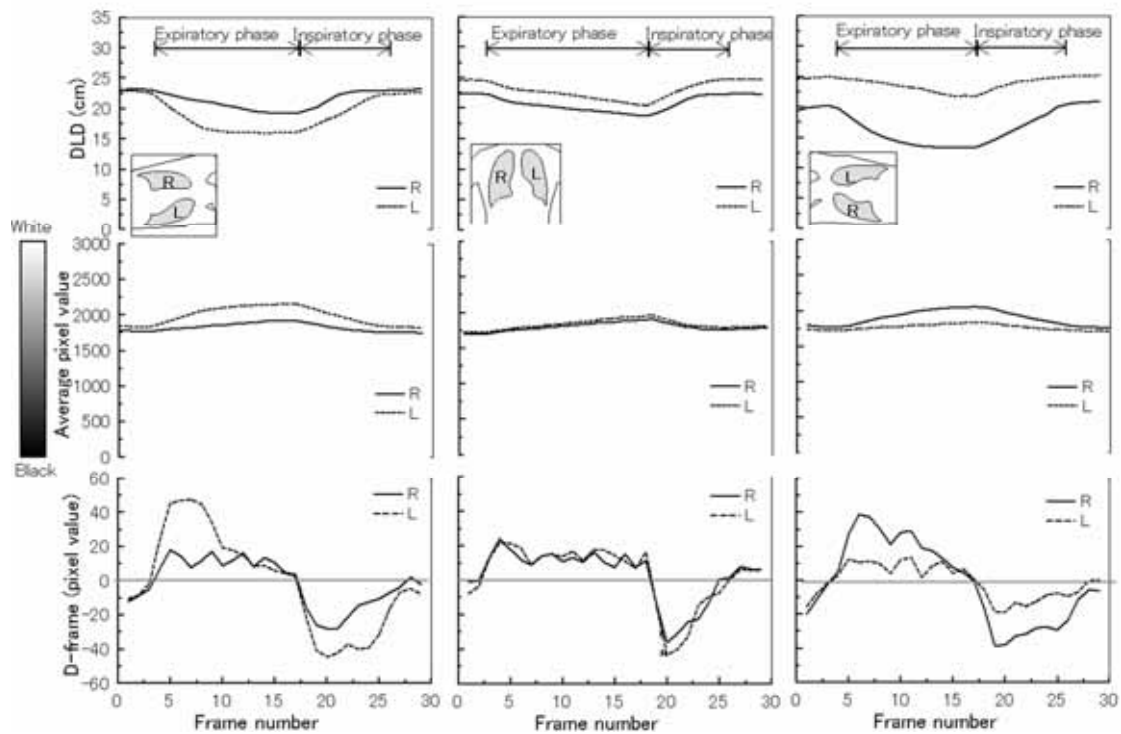 35 Expiratory phase Inspiratory phase
30
25
20
15
10
5
0
DLD (cm)
R
L
R
L
Expiratory phase Inspiratory phase
R L
R
L
Expiratory phase Inspiratory phase
L
R
R
L
White
Black
3000
2500
2000
1500
1000
500
0
Average pixel value
R
L
R
L
R
L
60
40
20
0
-20
-40
-60
D-frame (pixel value)
R
L
R
L
R
L
0 5 10 15 20 25 30
0 5 10 15 20 25 30
0 5 10 15 20 25 30
Frame number
Frame number
Frame number